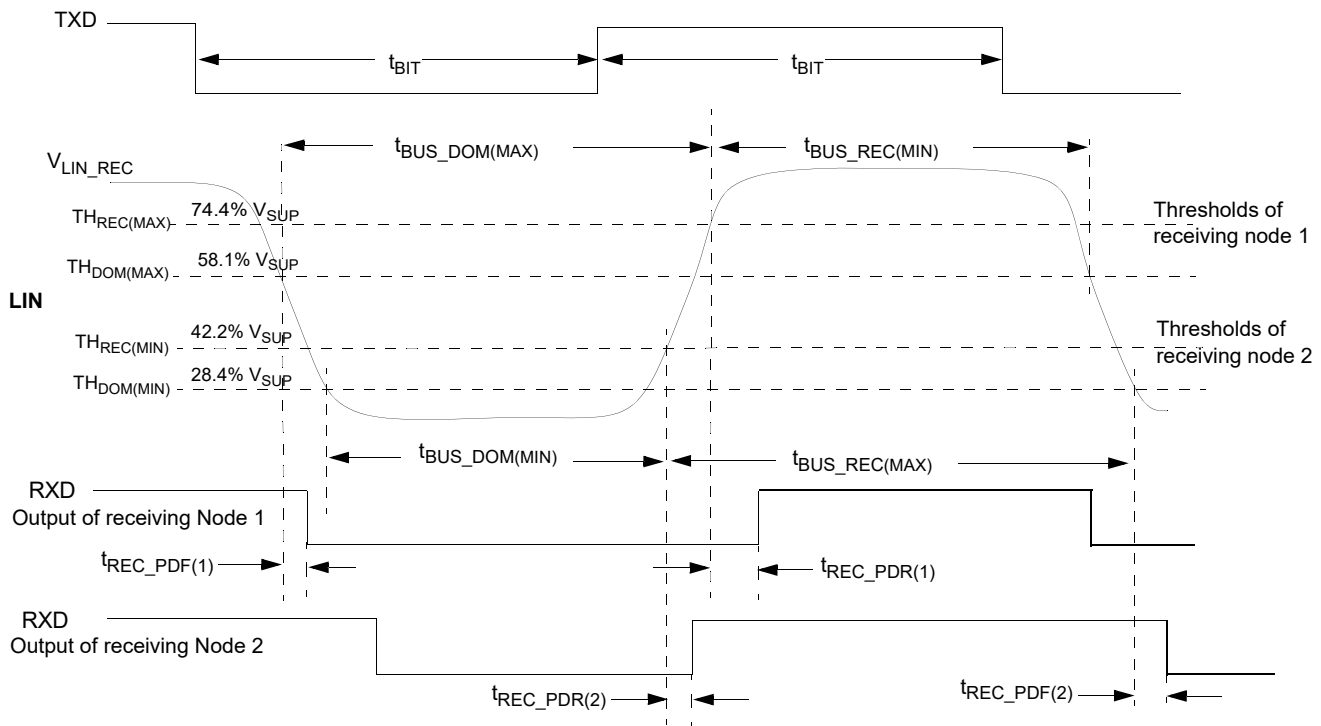 TXD
tBIT
tBIT
tBUS_DOM(MAX)
tBUS_REC(MIN)
VLIN_REC
THREC(MAX) 74.4% VSUP
Thresholds of
receiving node 1
THDOM(MAX) 58.1% VSUP
LIN
THREC(MIN) 42.2% VSUP
Thresholds of
receiving node 2
THDOM(MIN) 28.4% VSUP
tBUS_DOM(MIN)
tBUS_REC(MAX)
RXD
Output of receiving Node 1
tREC_PDF(1)
tREC_PDR(1)
RXD
Output of receiving Node 2
tREC_PDR(2)
tREC_PDF(2)